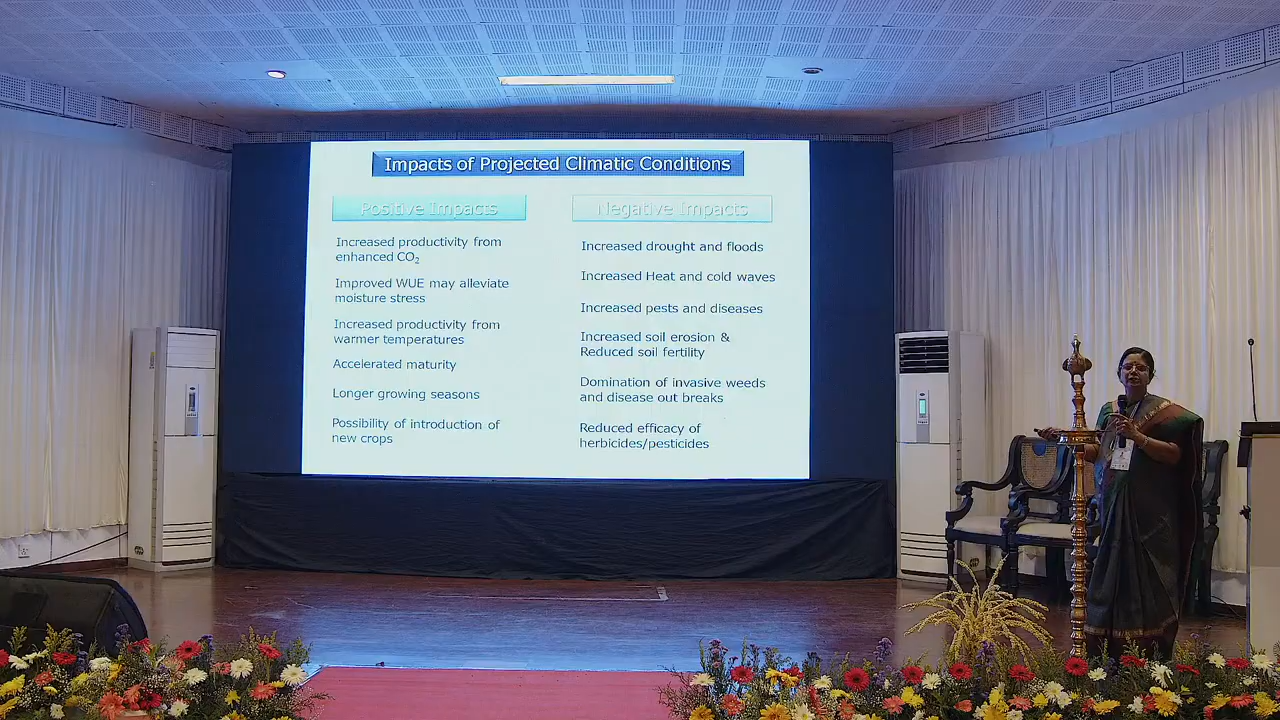 Impacts of Projected Climatic Conditions
Positive Impacts
Increased productivity from
enhanced CO₂
Improved WUE may alleviate
moisture stress
Increased productivity from
warmer temperatures
Accelerated maturity
Longer growing seasons
Possibility of introduction of
new crops
Negative Impacts
Increased drought and floods
Increased Heat and cold waves
Increased pests and diseases
Increased soil erosion &
Reduced soil fertility
Domination of invasive weeds
and disease out breaks
Reduced efficacy of
herbicides/pesticides